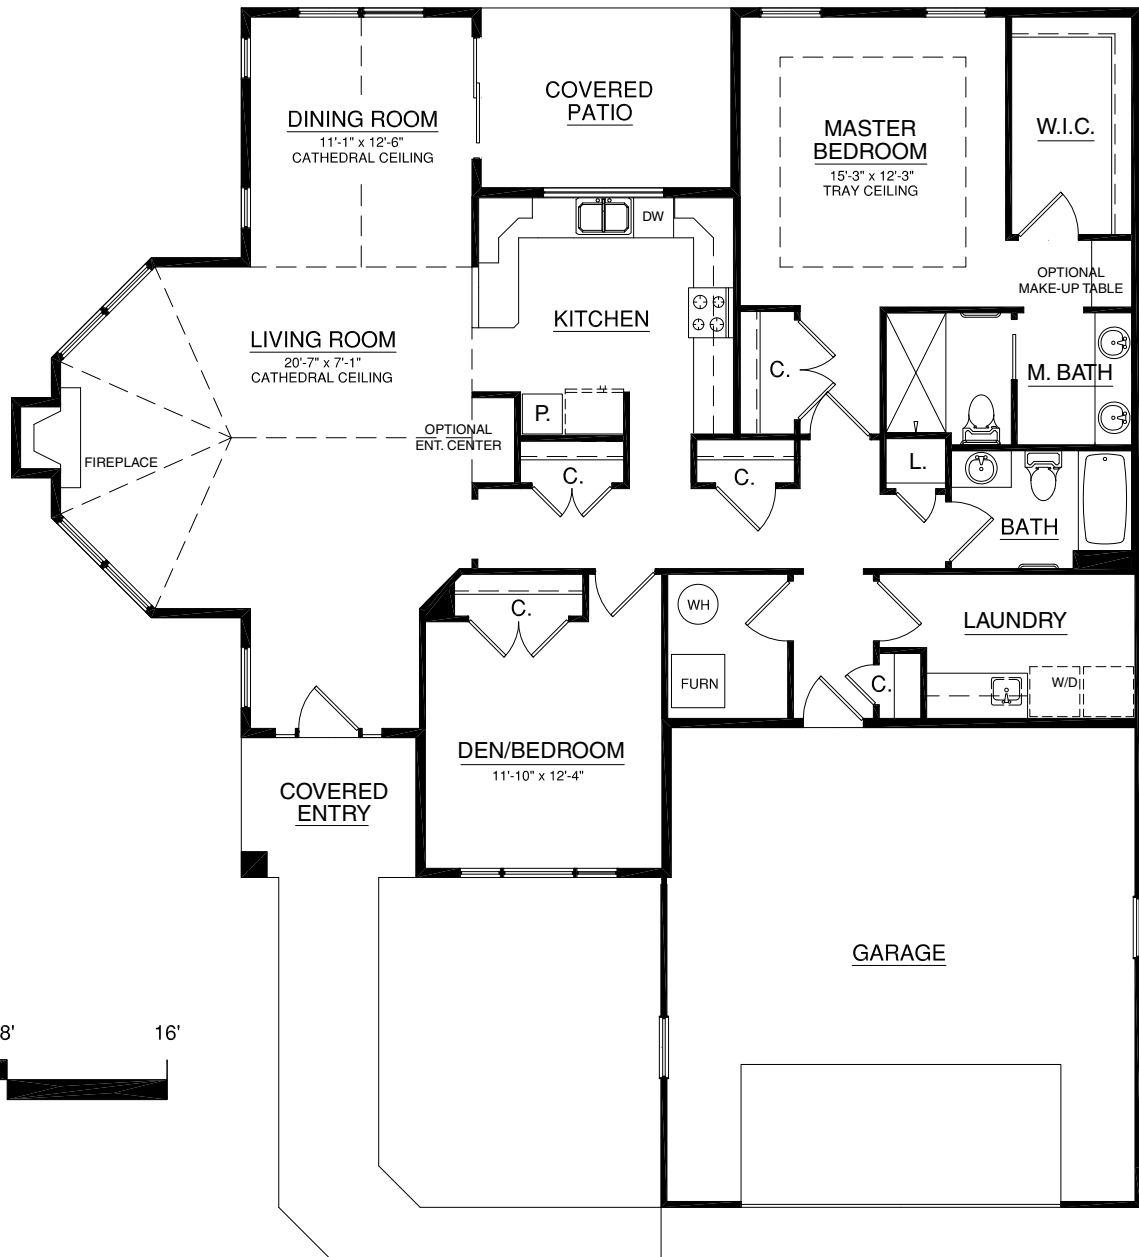 COVERED
PATIO
DINING ROOM
11'-1" x 12'-6"
CATHEDRAL CEILING
MASTER
BEDROOM
15'-3" x 12'-3"
TRAY CEILING
W.I.C.
DW
OPTIONAL
MAKE-UP TABLE
KITCHEN
LIVING ROOM
20'-7" x 7'-1"
CATHEDRAL CEILING
C.
M. BATH
P.
OPTIONAL
ENT. CENTER
FIREPLACE
C.
C.
L.
BATH
C.
WH
LAUNDRY
FURN
C.
W/D
DEN/BEDROOM
11'-10" x 12'-4"
COVERED
ENTRY
GARAGE
8'
16'